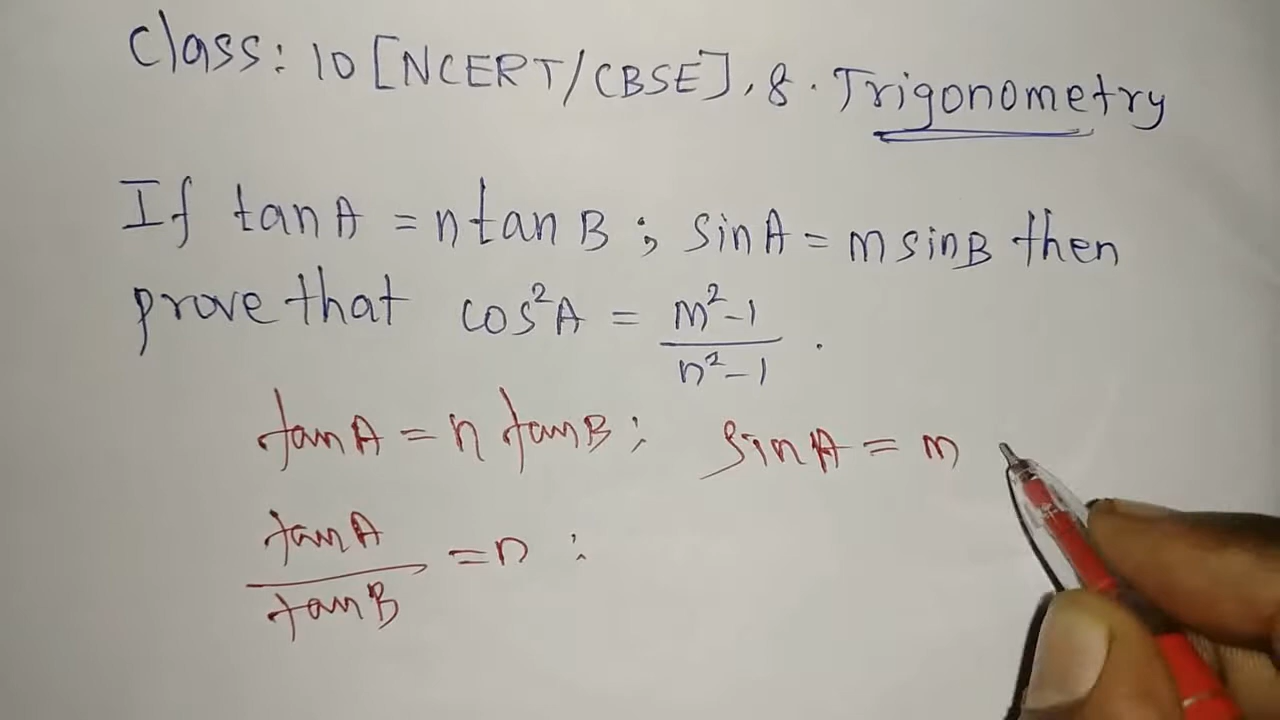 Class: 10 [NCERT/CBSE], 8. Trigonometry
If tanA = ntanB ; sinA = msinB then
prove that cos²A = m²-1 / n²-1 .
tanA = n tanB ; sinA = m
tanA / tanB = n :